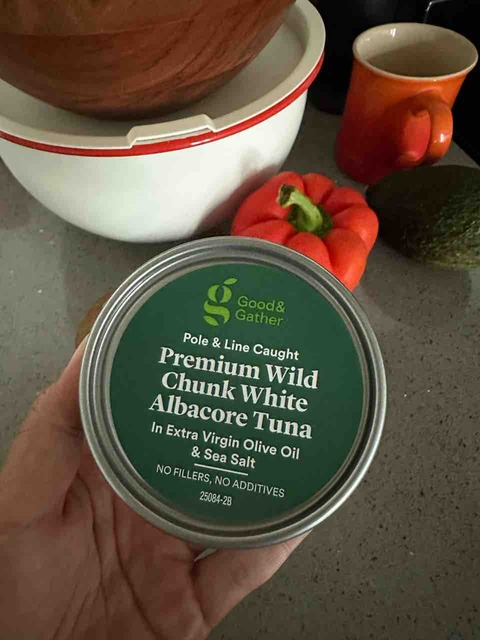 Good&
Gather
Pole & Line Caught
Premium Wild
Chunk White
Albacore Tuna
In Extra Virgin Olive Oil
& Sea Salt
NO FILLERS, NO ADDITIVES
25084-2B